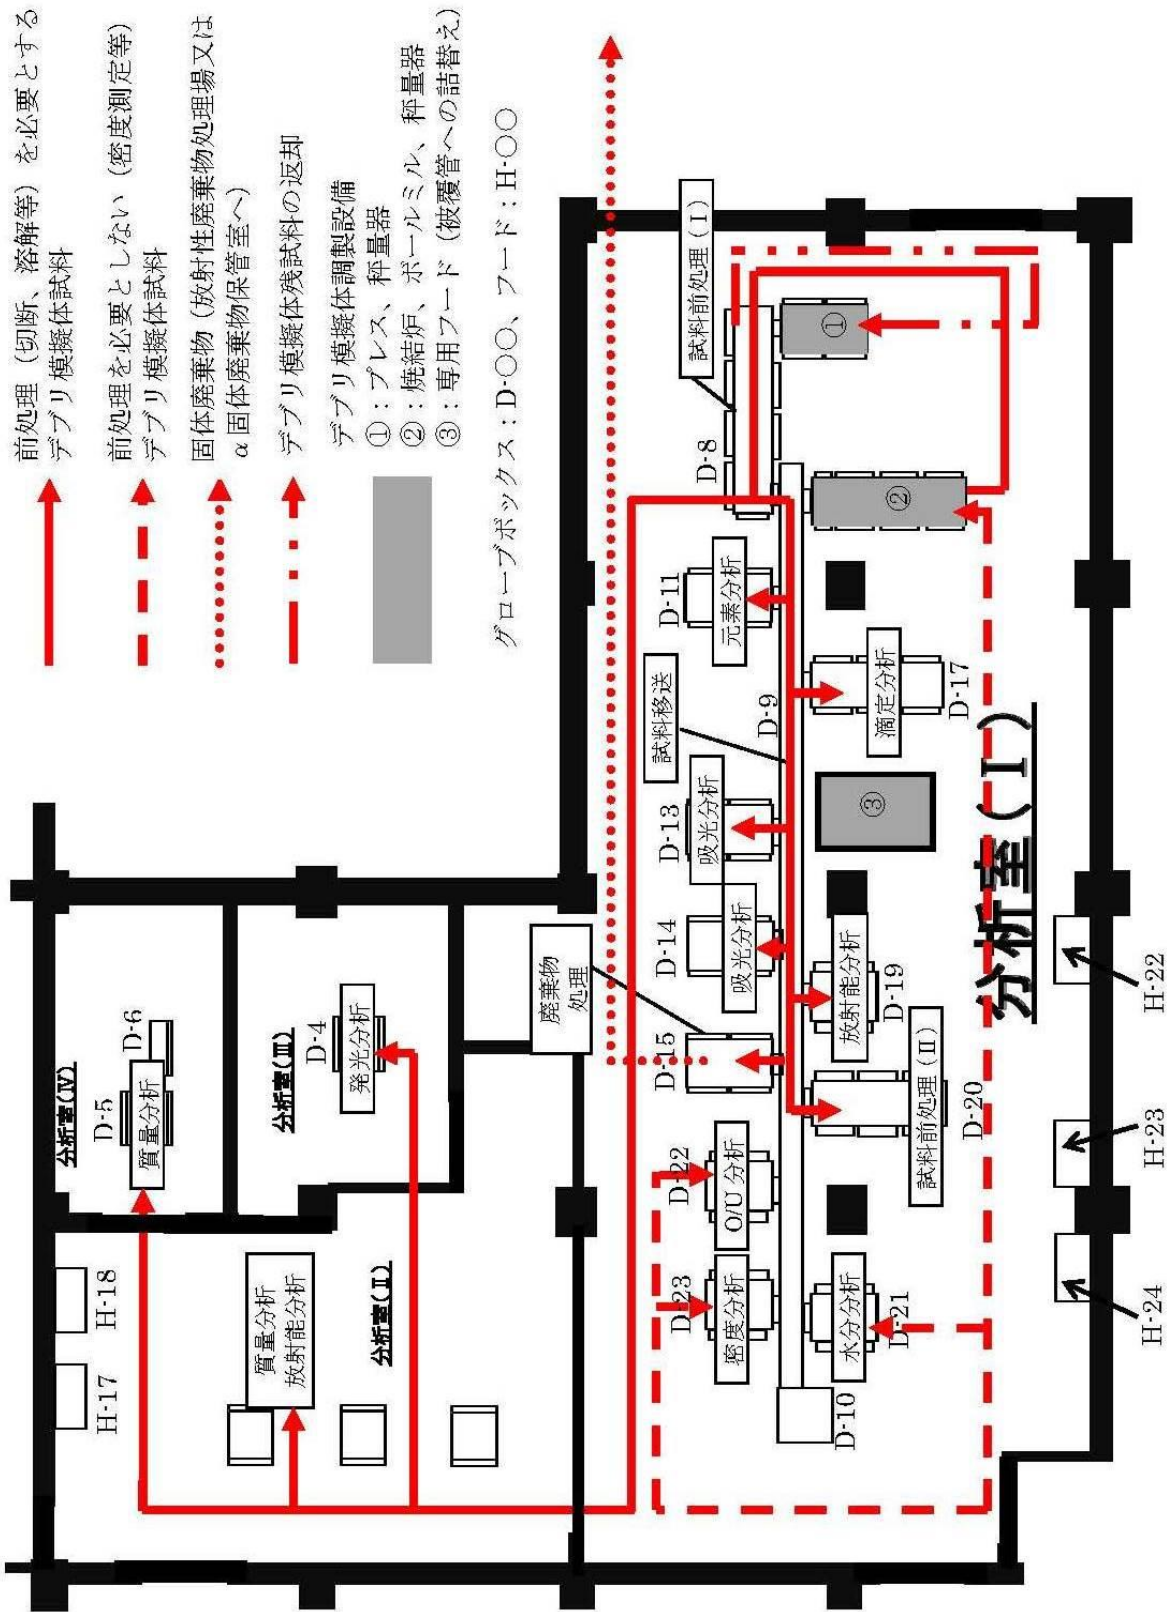 前処理（切断、溶解等）を必要とする
デブリ模擬体試料
前処理を必要としない（密度測定等）
デブリ模擬体試料
固体廃棄物（放射性廃棄物処理場又は
α固体廃棄物保管室へ）
デブリ模擬体残試料の返却
デブリ模擬体調製設備
①：プレス、秤量器
②：焼結炉、ボールミル、秤量器
③：専用フード（被覆管への詰替え）
グローブボックス：D-○○、フード：H-○○
分析室(Ⅳ)
D-5
D-6
質量分析
分析室(Ⅲ)
D-4
発光分析
H-17
H-18
質量分析
放射能分析
分析室(Ⅱ)
廃棄物
処理
試料前処理（Ⅰ）
D-8
①
②
D-11
元素分析
試料移送
D-9
D-13
吸光分析
D-14
吸光分析
D-15
D-22
O/U 分析
D-23
密度分析
D-10
水分分析
D-21
試料前処理（Ⅱ）
D-20
放射能分析
D-19
③
滴定分析
D-17
分析室（Ⅰ）
H-24
H-23
H-22